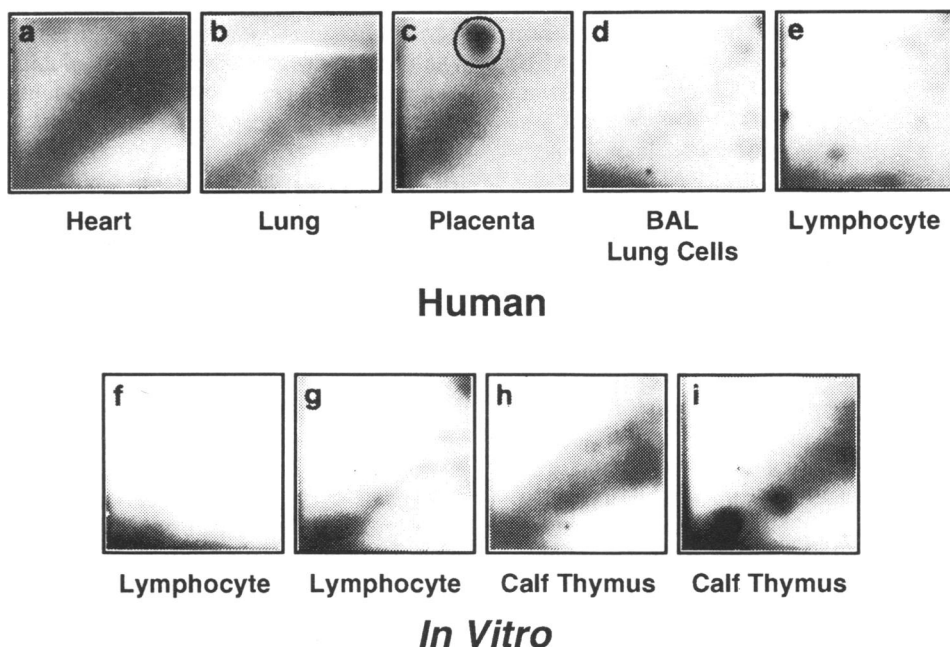 a b c d e
Heart Lung Placenta BAL Lymphocyte
Lung Cells
Human
f g h i
Lymphocyte Lymphocyte Calf Thymus Calf Thymus
In Vitro